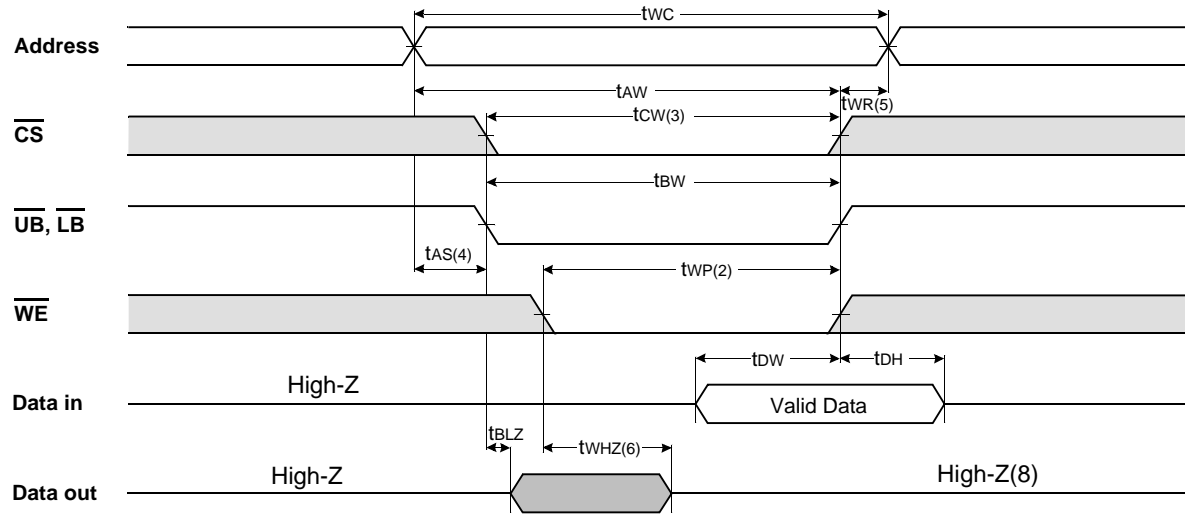 tWC
Address
tAW
tWR(5)
tCW(3)
CS
tBW
UB, LB
tAS(4)
tWP(2)
WE
tDW
tDH
High-Z
Data in
Valid Data
tBLZ
tWHZ(6)
High-Z
High-Z(8)
Data out